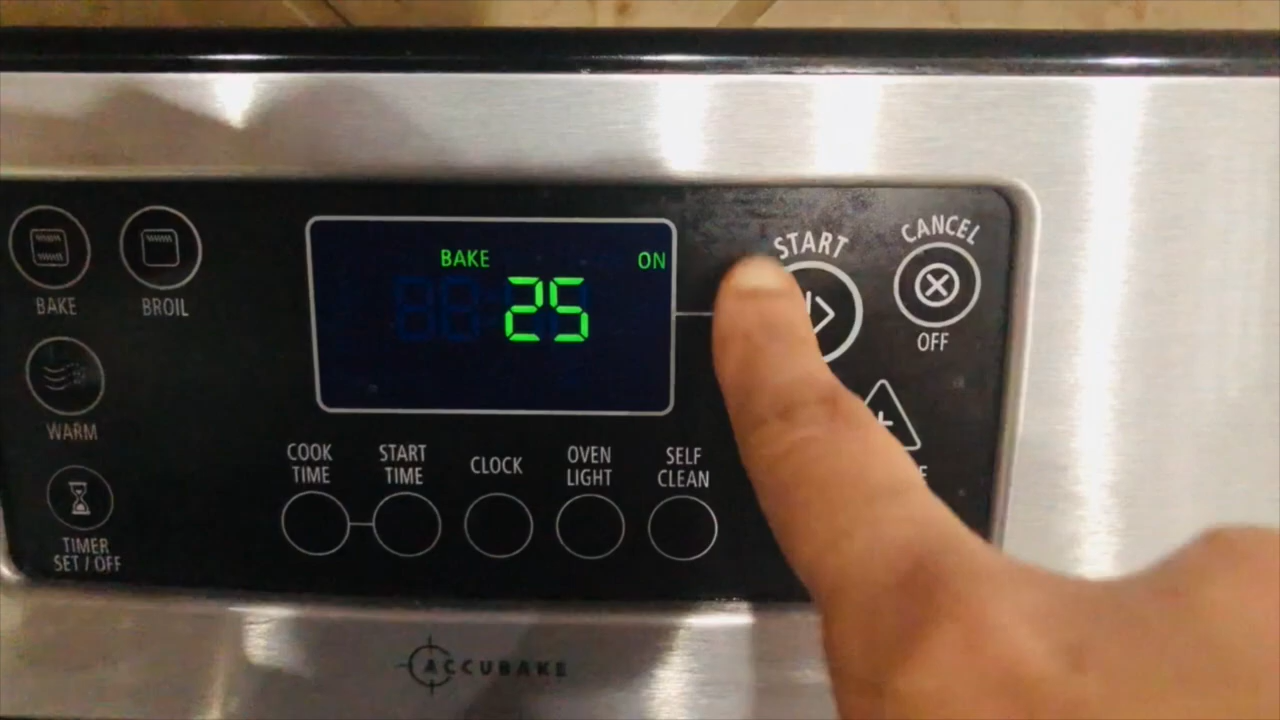 START
CANCEL
BAKE ON
25
BAKE
BROIL
OFF
WARM
COOK
TIME
START
TIME
CLOCK
OVEN
LIGHT
SELF
CLEAN
TIMER
SET / OFF
ACCUBAKE